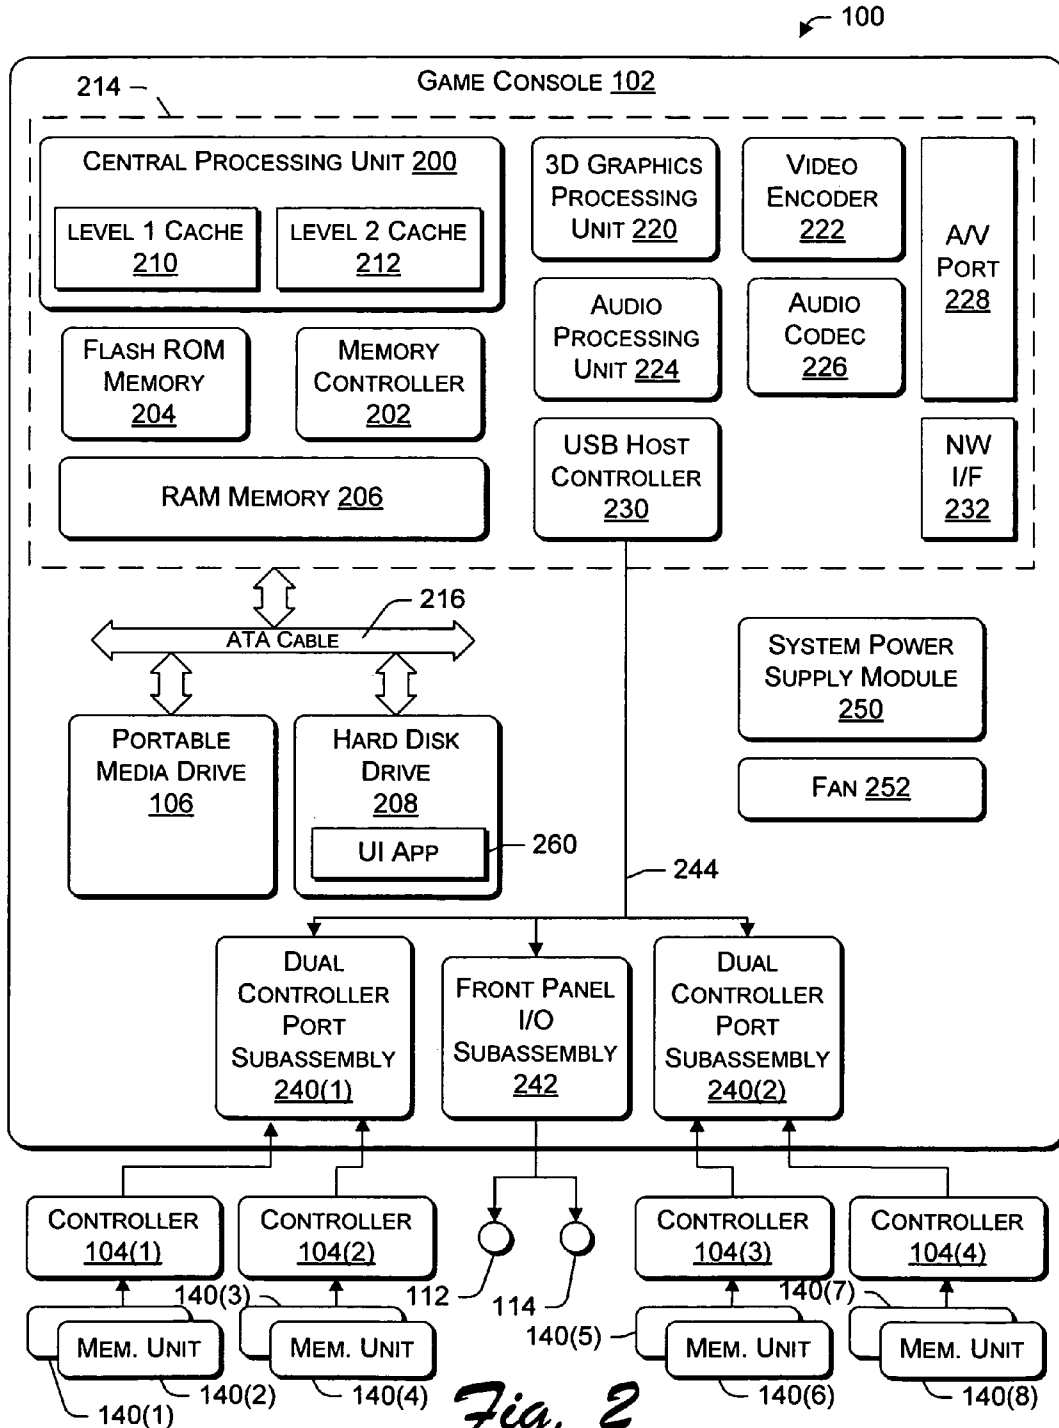 100
GAME CONSOLE 102
214
CENTRAL PROCESSING UNIT 200
LEVEL 1 CACHE
210
LEVEL 2 CACHE
212
3D GRAPHICS
PROCESSING
UNIT 220
VIDEO
ENCODER
222
A/V
PORT
228
FLASH ROM
MEMORY
204
MEMORY
CONTROLLER
202
AUDIO
PROCESSING
UNIT 224
AUDIO
CODEC
226
RAM MEMORY 206
USB HOST
CONTROLLER
230
NW
I/F
232
216
ATA CABLE
SYSTEM POWER
SUPPLY MODULE
250
PORTABLE
MEDIA DRIVE
106
HARD DISK
DRIVE
208
UI APP
260
FAN 252
244
DUAL
CONTROLLER
PORT
SUBASSEMBLY
240(1)
FRONT PANEL
I/O
SUBASSEMBLY
242
DUAL
CONTROLLER
PORT
SUBASSEMBLY
240(2)
CONTROLLER
104(1)
CONTROLLER
104(2)
112
114
CONTROLLER
104(3)
CONTROLLER
104(4)
140(3)
140(5)
140(7)
MEM. UNIT
MEM. UNIT
MEM. UNIT
MEM. UNIT
140(1)
140(2)
140(4)
140(6)
140(8)
Fig. 2